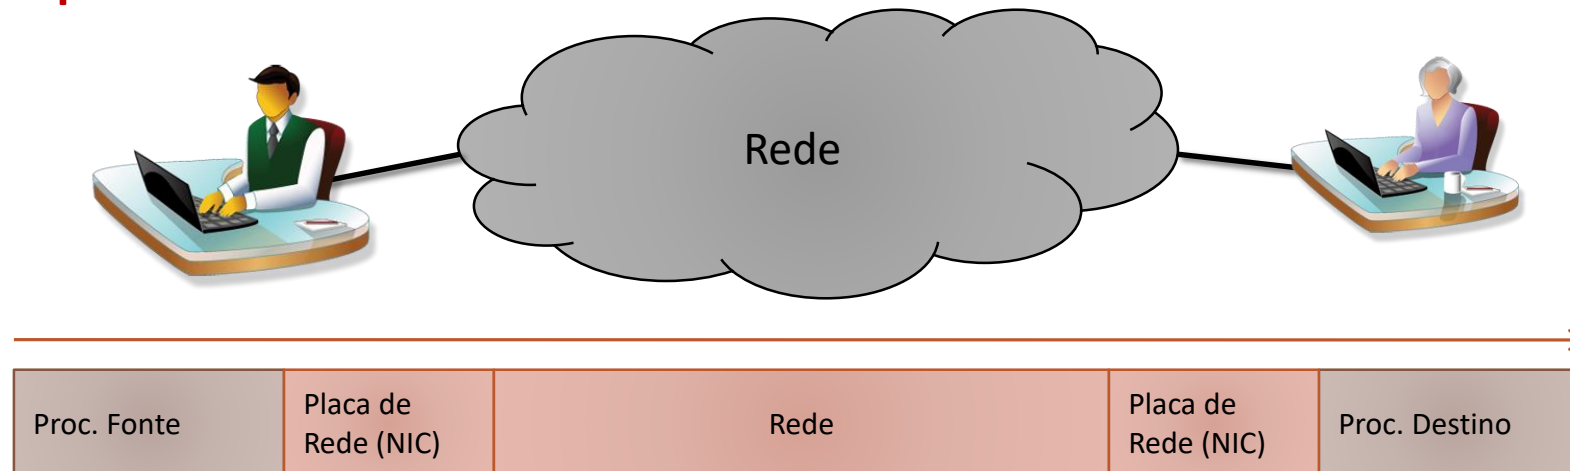 Rede
Proc. Fonte
Placa de
Rede (NIC)
Rede
Placa de
Rede (NIC)
Proc. Destino